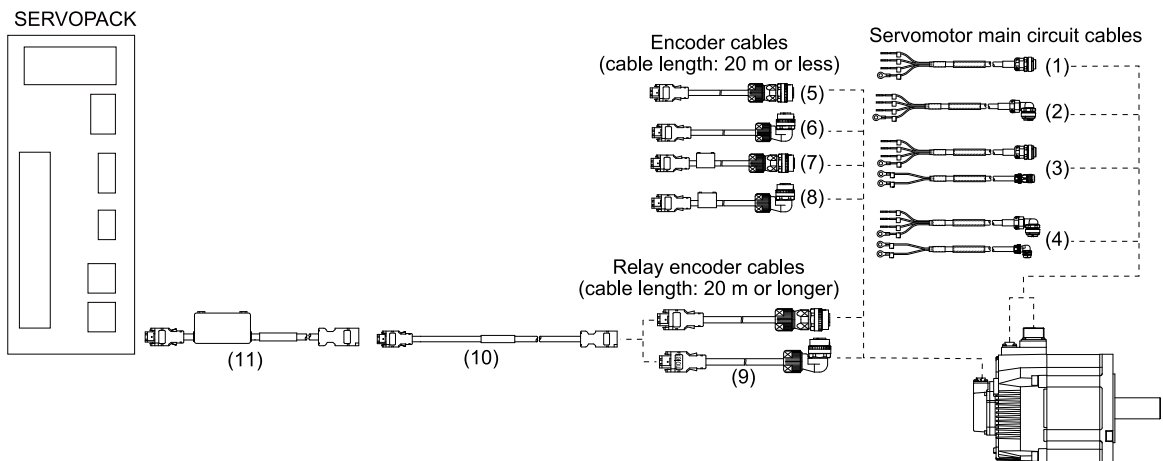 SERVOPACK
Encoder cables
(cable length: 20 m or less)
(5)
(6)
(7)
(8)
Servomotor main circuit cables
(1)
(2)
(3)
(4)
Relay encoder cables
(cable length: 20 m or longer)
(9)
(10)
(11)